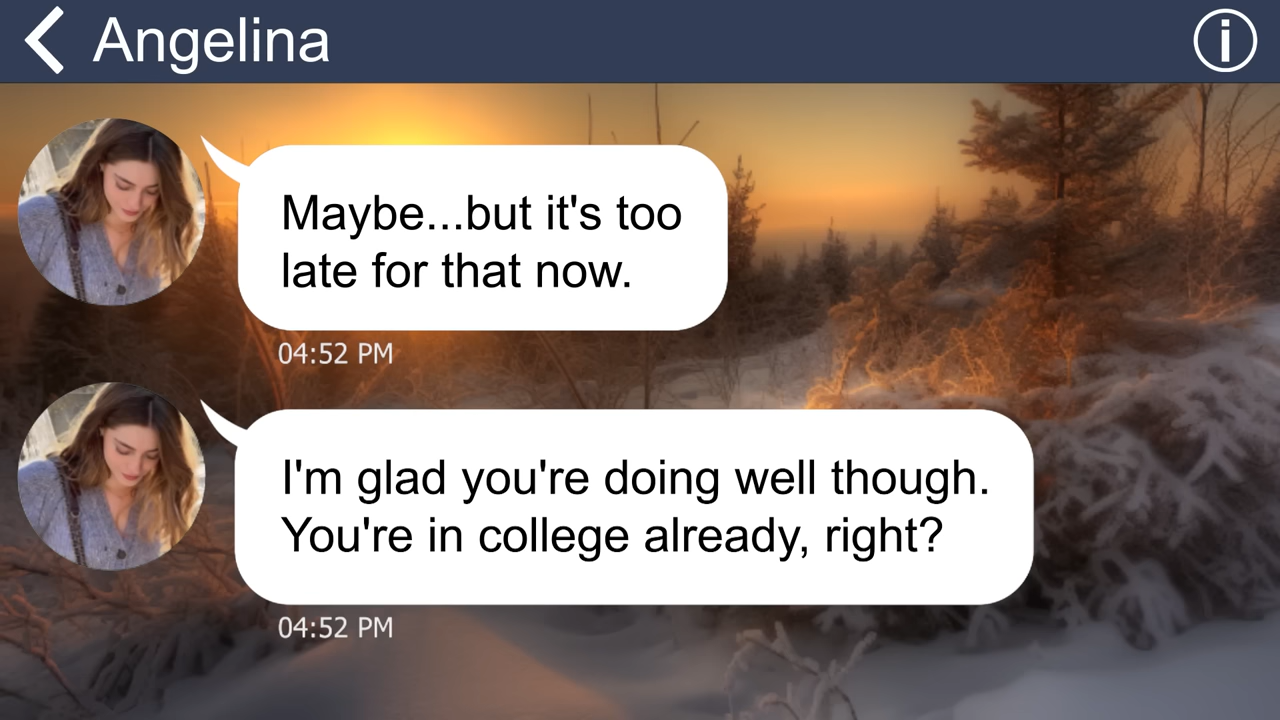 Angelina
Maybe...but it's too
late for that now.
04:52 PM
I'm glad you're doing well though.
You're in college already, right?
04:52 PM